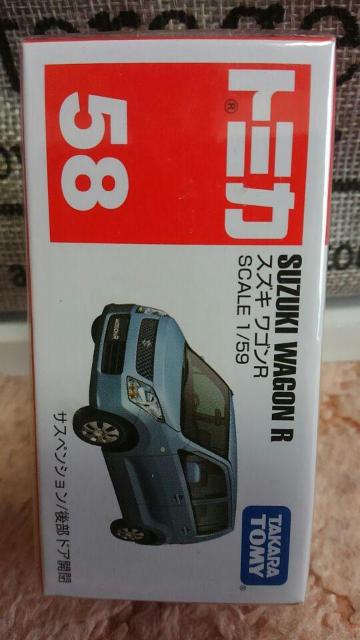 トミカ®
58
SUZUKI WAGON R
スズキ ワゴンR
SCALE 1/59
TAKARA
TOMY®
サスペンション/後部ドア開閉